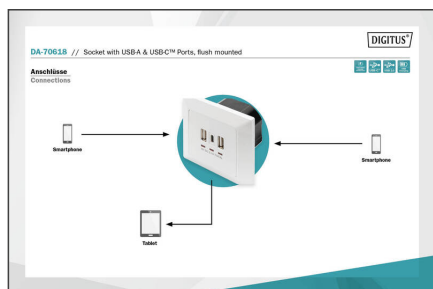 DIGITUS®
DA-70618 // Socket with USB-A & USB-C™ Ports, flush mounted
Anschlüsse
Connections
Smartphone
Smartphone
Tablet